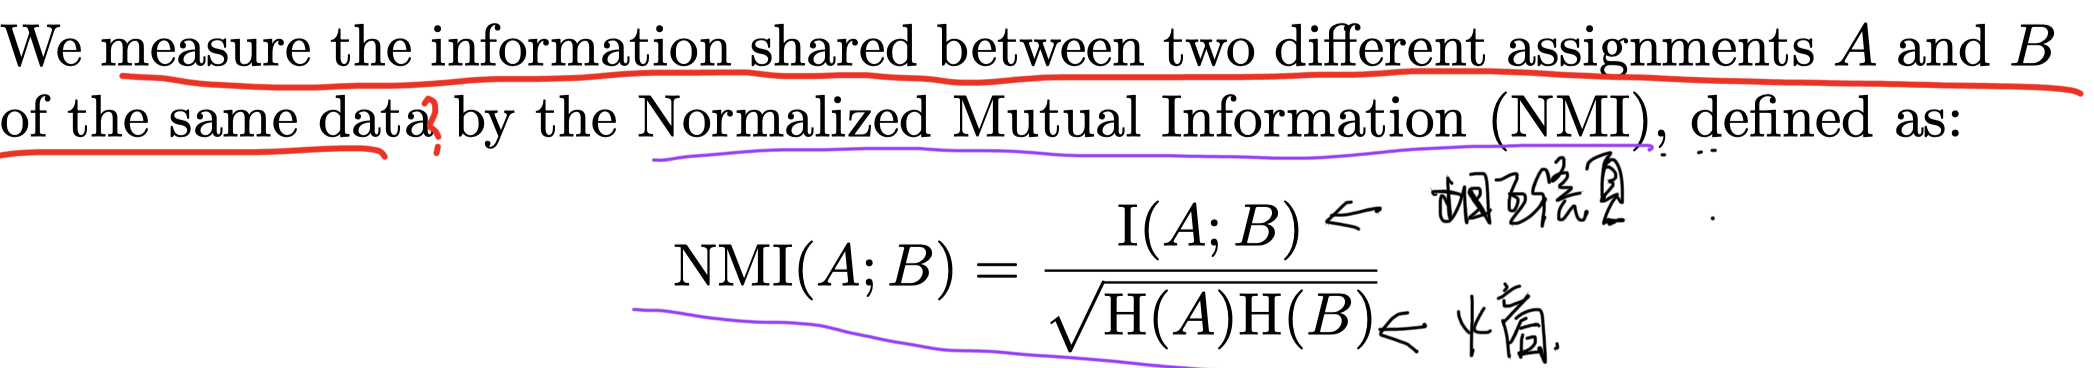 We measure the information shared between two different assignments A and B
of the same data? by the Normalized Mutual Information (NMI), defined as:
NMI(A; B) = I(A; B) / √H(A)H(B)
← 相互信息
← 熵.